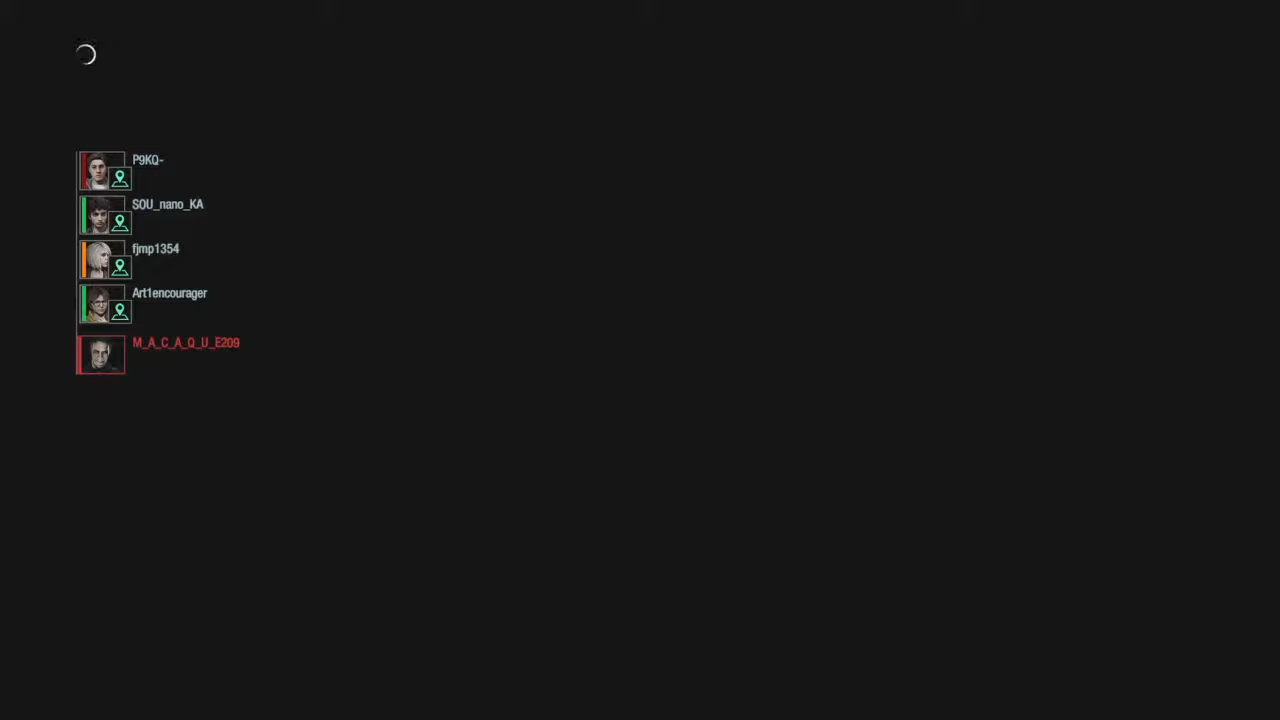 P9KQ-
SOU_nano_KA
fjmp1354
Art1encourager
M_A_C_A_Q_U_E209